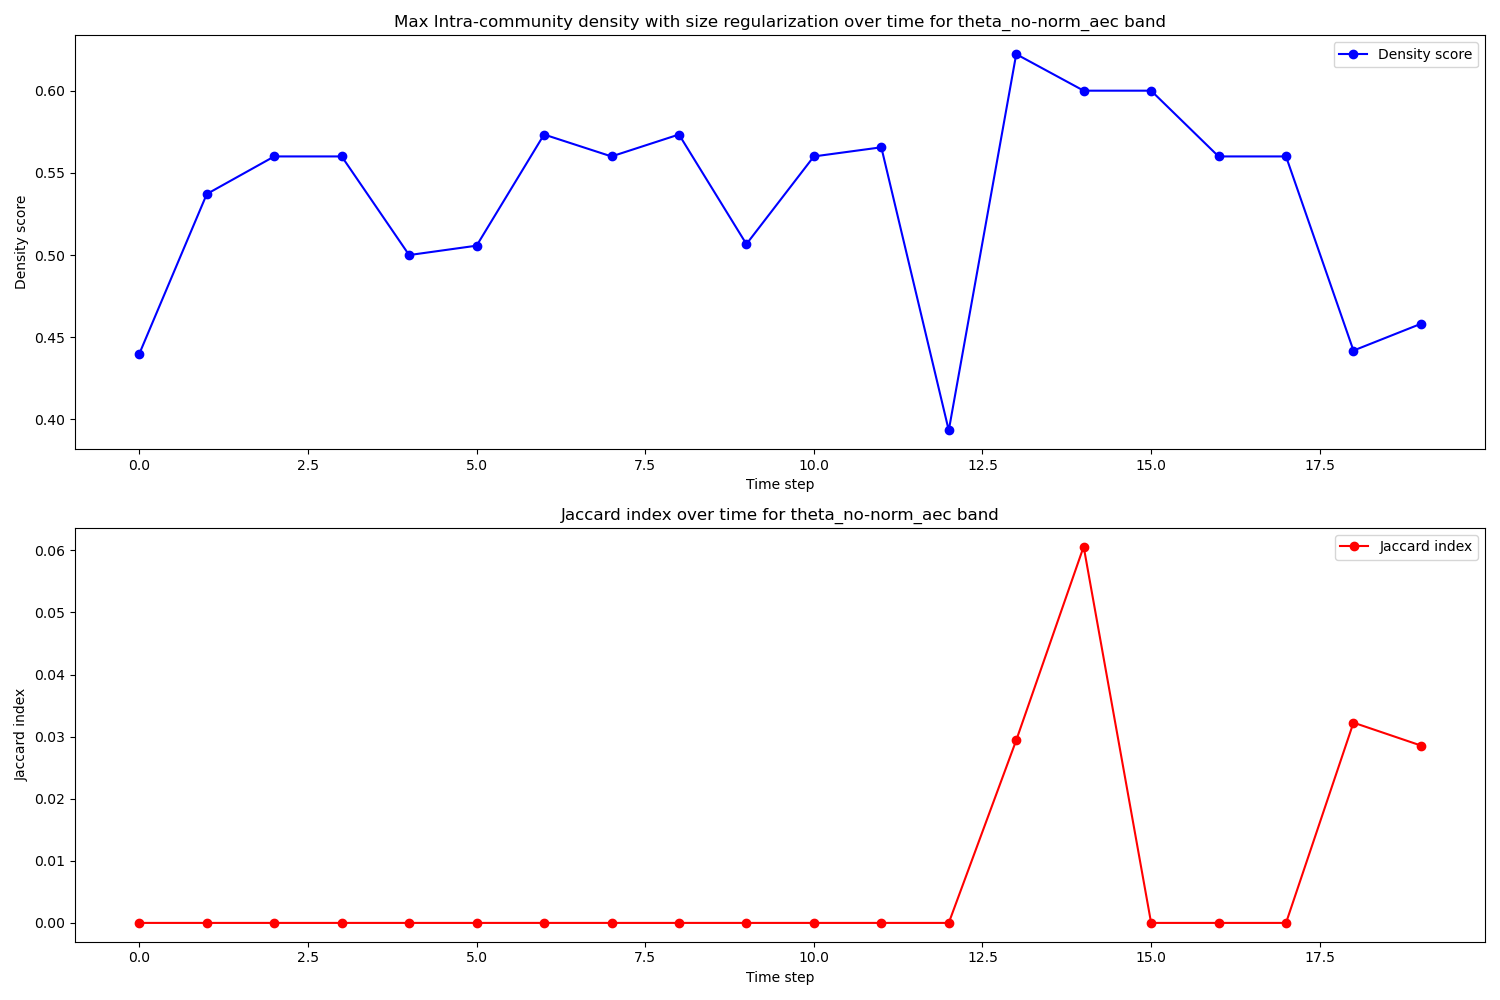 Max Intra-community density with size regularization over time for theta_no-norm_aec band
Density score
Density score
0.60
0.55
0.50
0.45
0.40
0.0 2.5 5.0 7.5 10.0 12.5 15.0 17.5
Time step
Jaccard index over time for theta_no-norm_aec band
Jaccard index
Jaccard index
0.06
0.05
0.04
0.03
0.02
0.01
0.00
0.0 2.5 5.0 7.5 10.0 12.5 15.0 17.5
Time step